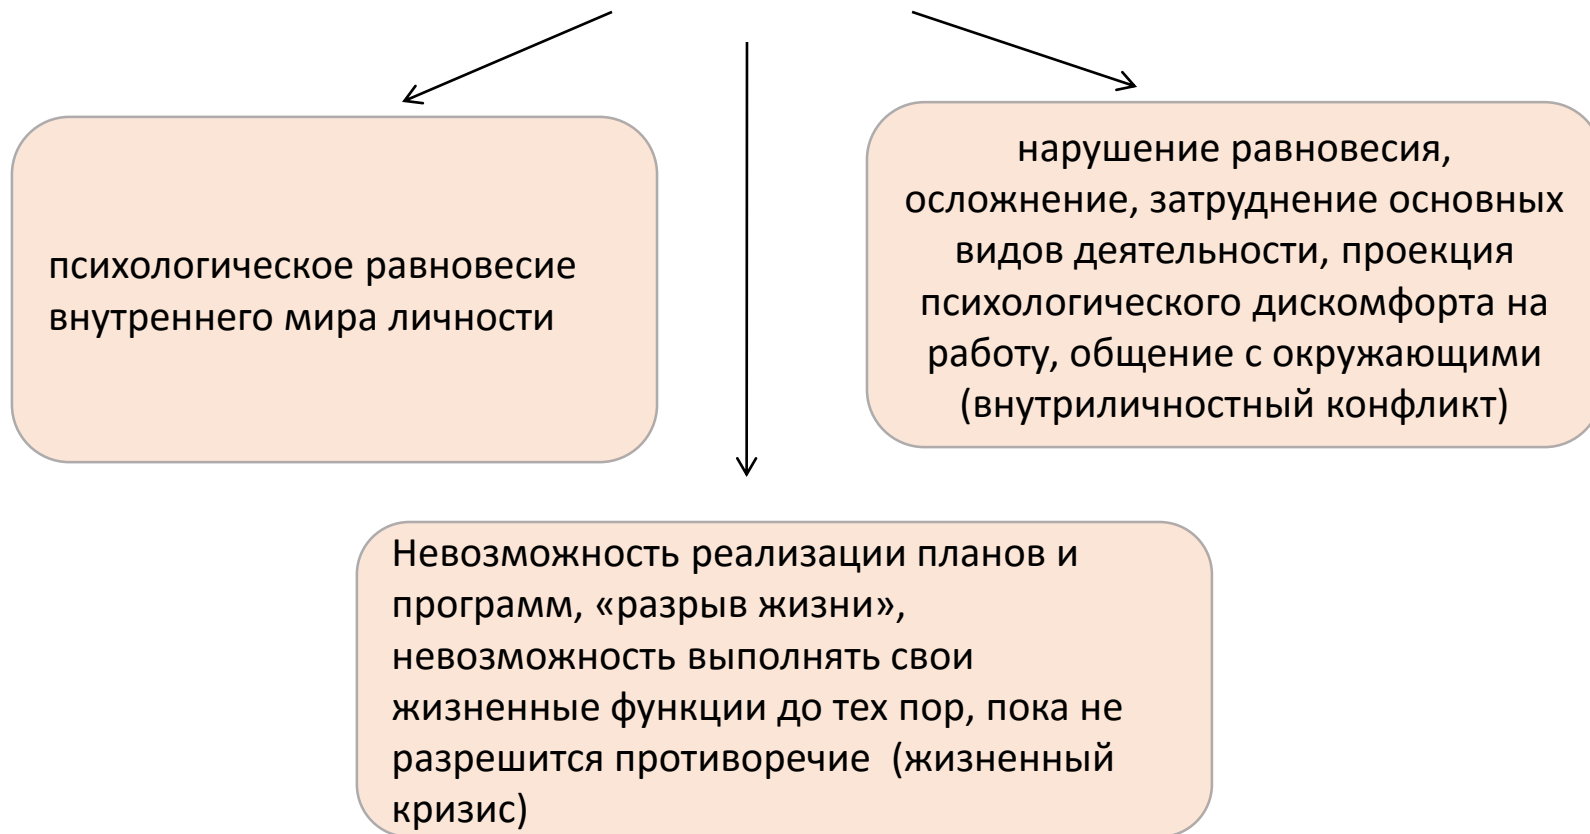 психологическое равновесие
внутреннего мира личности
нарушение равновесия,
осложнение, затруднение основных
видов деятельности, проекция
психологического дискомфорта на
работу, общение с окружающими
(внутриличностный конфликт)
Невозможность реализации планов и
программ, «разрыв жизни»,
невозможность выполнять свои
жизненные функции до тех пор, пока не
разрешится противоречие  (жизненный
кризис)